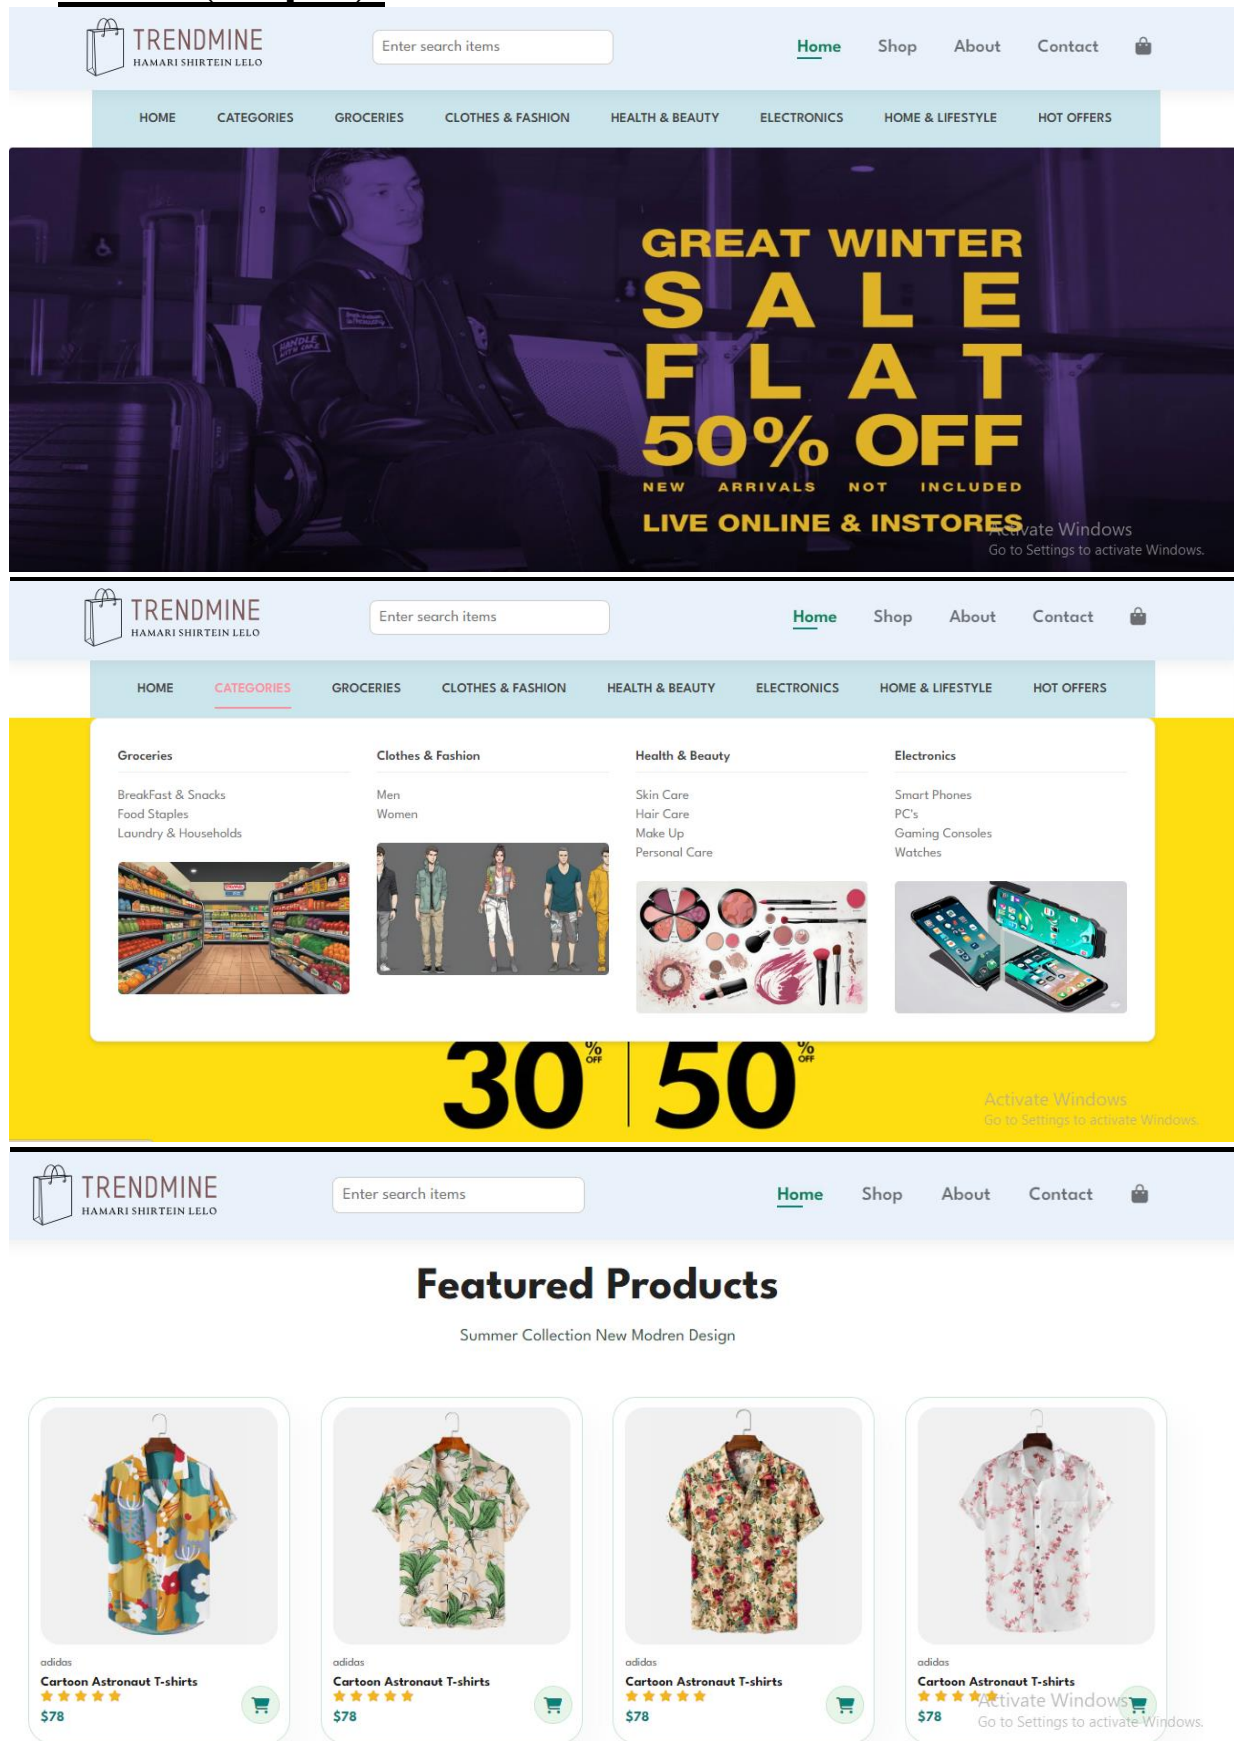 TRENDMINE
HAMARI SHIRTEIN LELO
Enter search items
Home Shop About Contact
HOME CATEGORIES GROCERIES CLOTHES & FASHION HEALTH & BEAUTY ELECTRONICS HOME & LIFESTYLE HOT OFFERS
HANDLE
WITH CARE
GREAT WINTER
SALE
FLAT
50% OFF
NEW ARRIVALS NOT INCLUDED
LIVE ONLINE & INSTORES
Activate Windows
Go to Settings to activate Windows.
TRENDMINE
HAMARI SHIRTEIN LELO
Enter search items
Home Shop About Contact
HOME CATEGORIES GROCERIES CLOTHES & FASHION HEALTH & BEAUTY ELECTRONICS HOME & LIFESTYLE HOT OFFERS
Groceries
BreakFast & Snacks
Food Staples
Laundry & Households
Clothes & Fashion
Men
Women
Health & Beauty
Skin Care
Hair Care
Make Up
Personal Care
Electronics
Smart Phones
PC's
Gaming Consoles
Watches
30% OFF 50% OFF
Activate Windows
Go to Settings to activate Windows.
TRENDMINE
HAMARI SHIRTEIN LELO
Enter search items
Home Shop About Contact
Featured Products
Summer Collection New Modren Design
adidas
Cartoon Astronaut T-shirts
$78
adidas
Cartoon Astronaut T-shirts
$78
adidas
Cartoon Astronaut T-shirts
$78
adidas
Cartoon Astronaut T-shirts
$78
Activate Windows
Go to Settings to activate Windows.